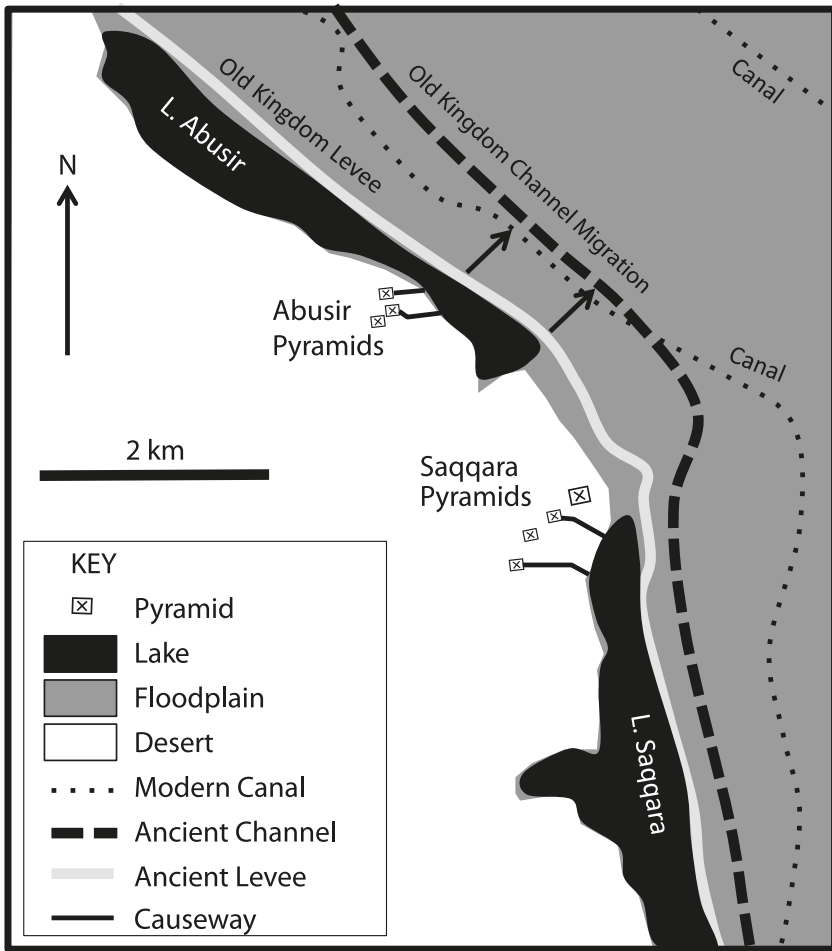 Canal
Old Kingdom Levee
Old Kingdom Channel Migration
L. Abusir
N
Abusir
Pyramids
Canal
2 km
Saqqara
Pyramids
L. Saqqara
KEY
Pyramid
Lake
Floodplain
Desert
Modern Canal
Ancient Channel
Ancient Levee
Causeway